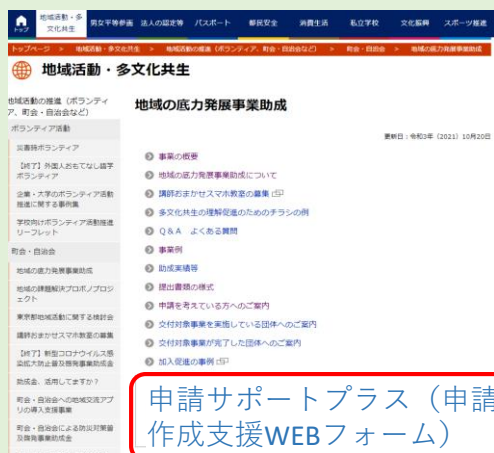 トップ
地域活動・多
文化共生
男女平等参画
法人の認定等
パスポート
都民安全
消費生活
私立学校
文化振興
スポーツ推進
トップページ > 地域活動・多文化共生 > 地域活動の推進（ボランティア、町会・自治会など） > 町会・自治会 > 地域の底力発展事業助成
地域活動・多文化共生
地域活動の推進（ボランティ
ア、町会・自治会など）
ボランティア活動
災害時ボランティア
【終了】外国人おもてなし語学
ボランティア
企業・大学のボランティア活動
推進に関する事例集
学校向けボランティア活動推進
リーフレット
町会・自治会
地域の底力発展事業助成
地域の課題解決プロボノプロジ
ェクト
東京都地域活動に関する検討会
講師おまかせスマホ教室の募集
【終了】新型コロナウイルス感
染拡大防止普及啓発事業助成金
助成金、活用してますか？
町会・自治会への地域交流アプ
リの導入支援事業
町会・自治会による防災対策普
及啓発事業助成金
地域の底力発展事業助成
更新日：令和3年（2021）10月20日
事業の概要
地域の底力発展事業助成について
講師おまかせスマホ教室の募集
多文化共生の理解促進のためのチラシの例
Q&A よくある質問
事業例
助成実績等
提出書類の様式
申請を考えている方へのご案内
交付対象事業を実施している団体へのご案内
交付対象事業が完了した団体へのご案内
加入促進の事例
申請サポートプラス（申請
作成支援WEBフォーム）